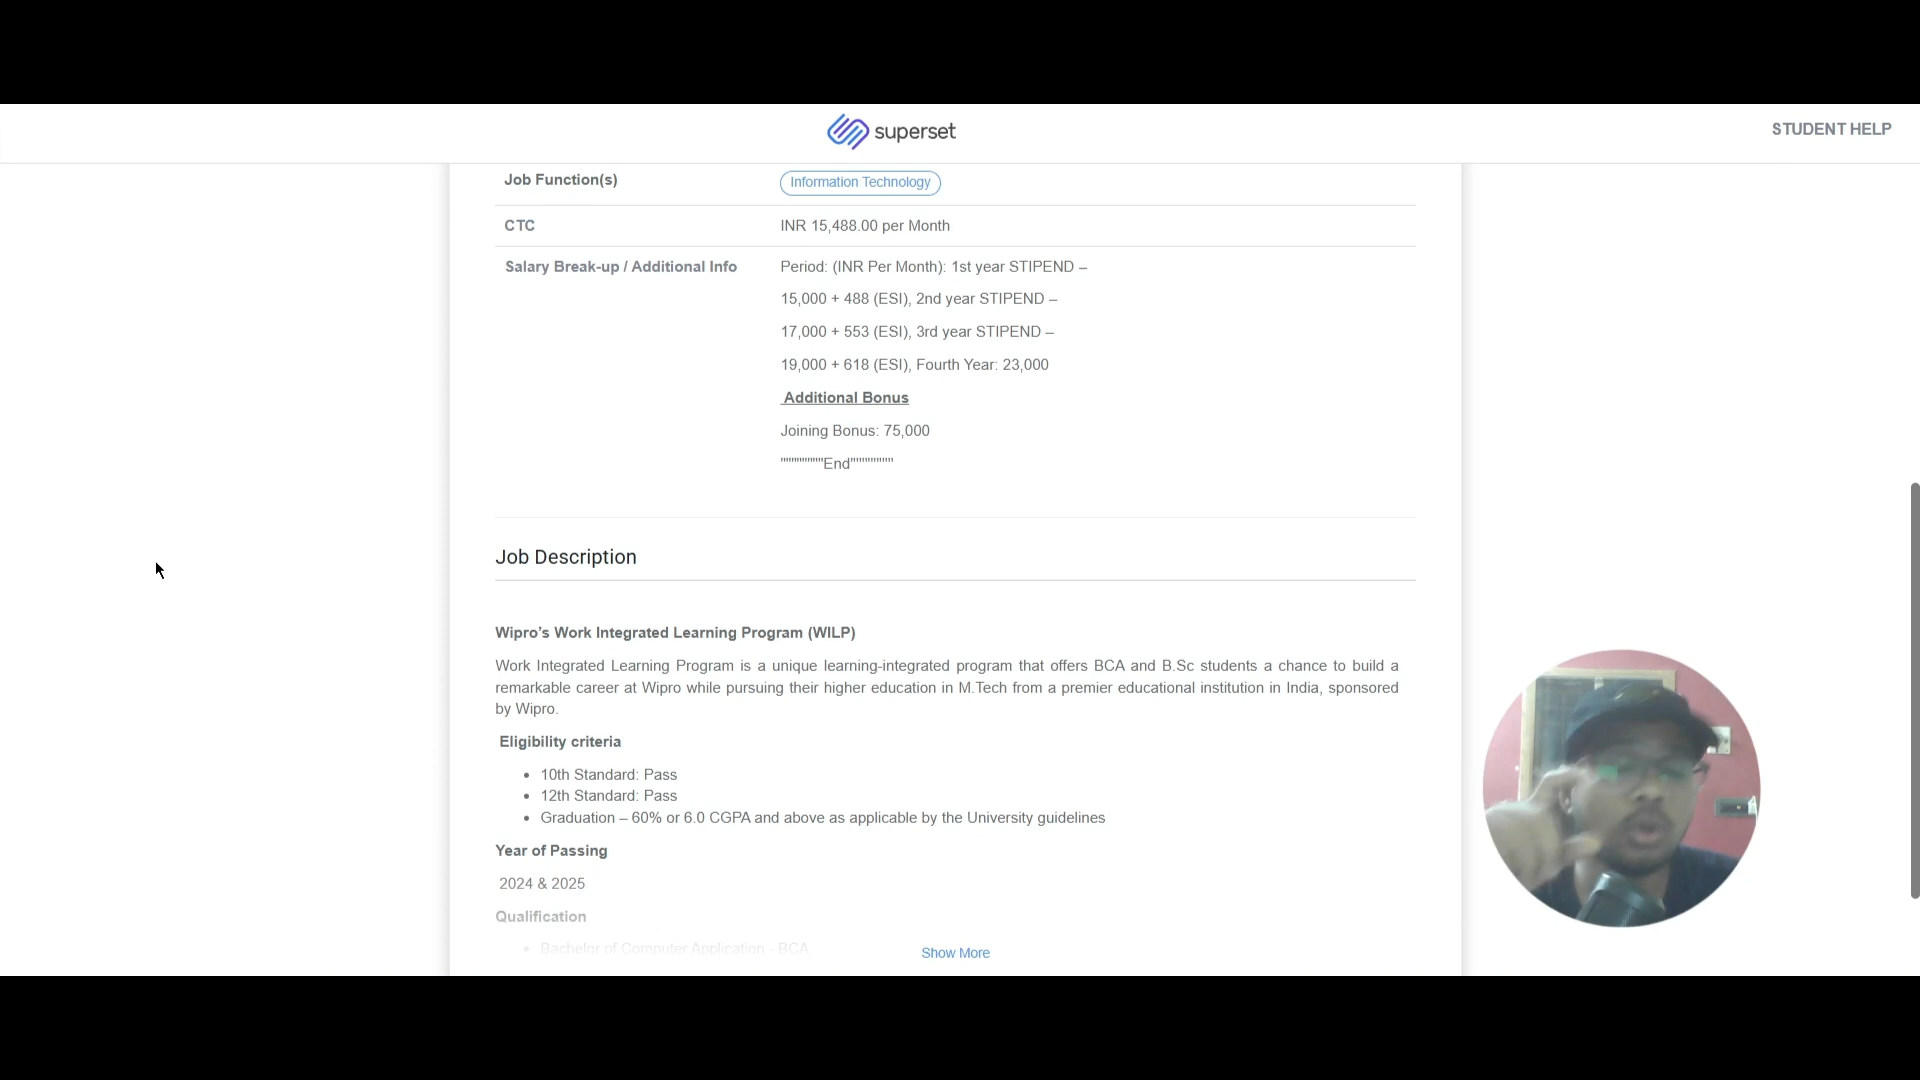 superset
STUDENT HELP
Job Function(s)
Information Technology
CTC
INR 15,488.00 per Month
Salary Break-up / Additional Info
Period: (INR Per Month): 1st year STIPEND –
15,000 + 488 (ESI), 2nd year STIPEND –
17,000 + 553 (ESI), 3rd year STIPEND –
19,000 + 618 (ESI), Fourth Year: 23,000
Additional Bonus
Joining Bonus: 75,000
""""""""End""""""""
Job Description
Wipro’s Work Integrated Learning Program (WILP)
Work Integrated Learning Program is a unique learning-integrated program that offers BCA and B.Sc students a chance to build a
remarkable career at Wipro while pursuing their higher education in M.Tech from a premier educational institution in India, sponsored
by Wipro.
Eligibility criteria
• 10th Standard: Pass
• 12th Standard: Pass
• Graduation – 60% or 6.0 CGPA and above as applicable by the University guidelines
Year of Passing
2024 & 2025
Qualification
• Bachelor of Computer Application - BCA
Show More